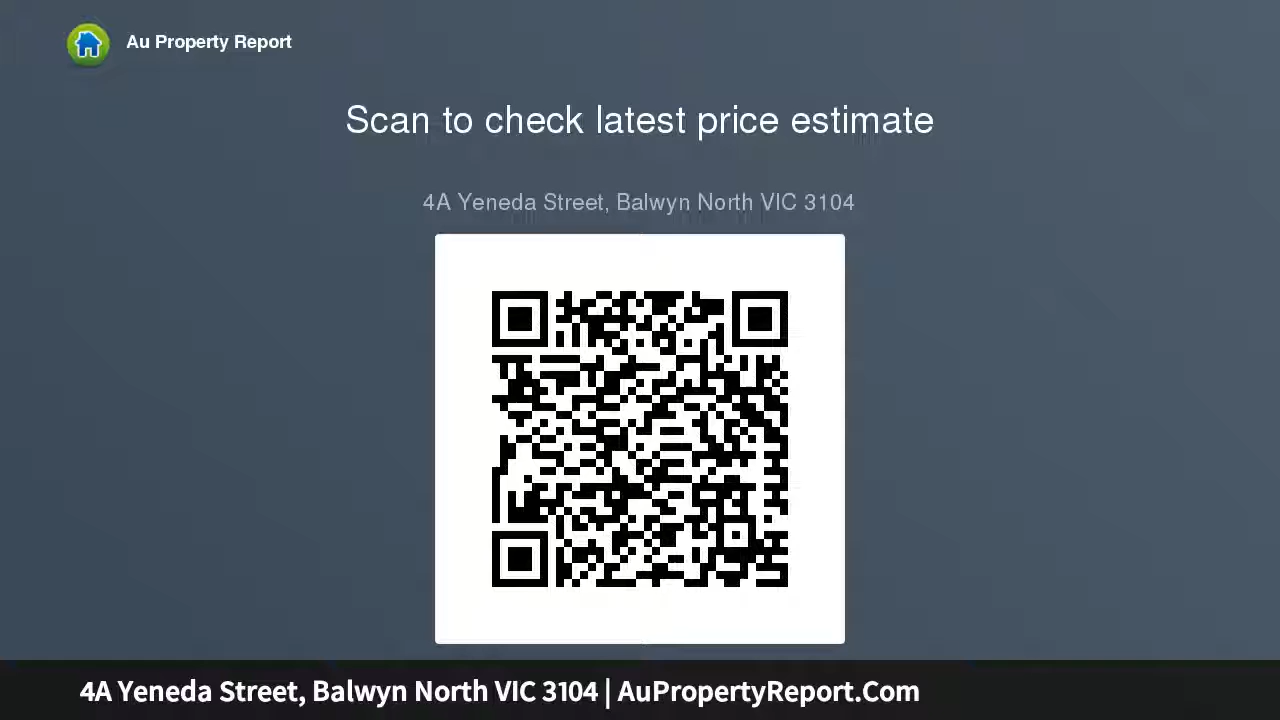 Au Property Report
Scan to check latest price estimate
4A Yeneda Street, Balwyn North VIC 3104
4A Yeneda Street, Balwyn North VIC 3104 | AuPropertyReport.Com